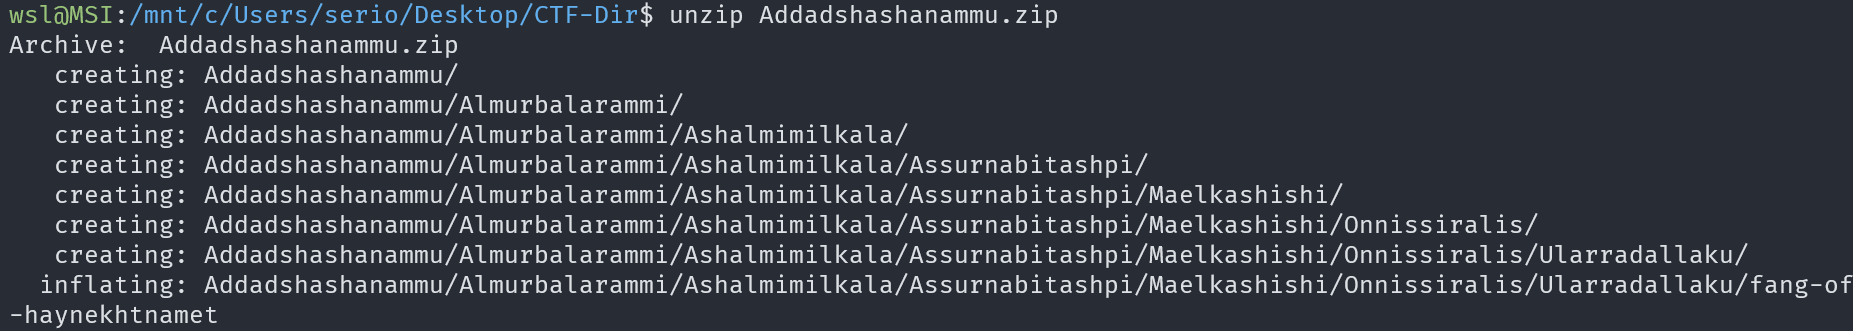 wsl@MSI:/mnt/c/Users/serio/Desktop/CTF-Dir$ unzip Addadshashanammu.zip
Archive:  Addadshashanammu.zip
   creating: Addadshashanammu/
   creating: Addadshashanammu/Almurbalarammi/
   creating: Addadshashanammu/Almurbalarammi/Ashalmimilkala/
   creating: Addadshashanammu/Almurbalarammi/Ashalmimilkala/Assurnabitashpi/
   creating: Addadshashanammu/Almurbalarammi/Ashalmimilkala/Assurnabitashpi/Maelkashishi/
   creating: Addadshashanammu/Almurbalarammi/Ashalmimilkala/Assurnabitashpi/Maelkashishi/Onnissiralis/
   creating: Addadshashanammu/Almurbalarammi/Ashalmimilkala/Assurnabitashpi/Maelkashishi/Onnissiralis/Ularradallaku/
  inflating: Addadshashanammu/Almurbalarammi/Ashalmimilkala/Assurnabitashpi/Maelkashishi/Onnissiralis/Ularradallaku/fang-of
-haynekhtnamet